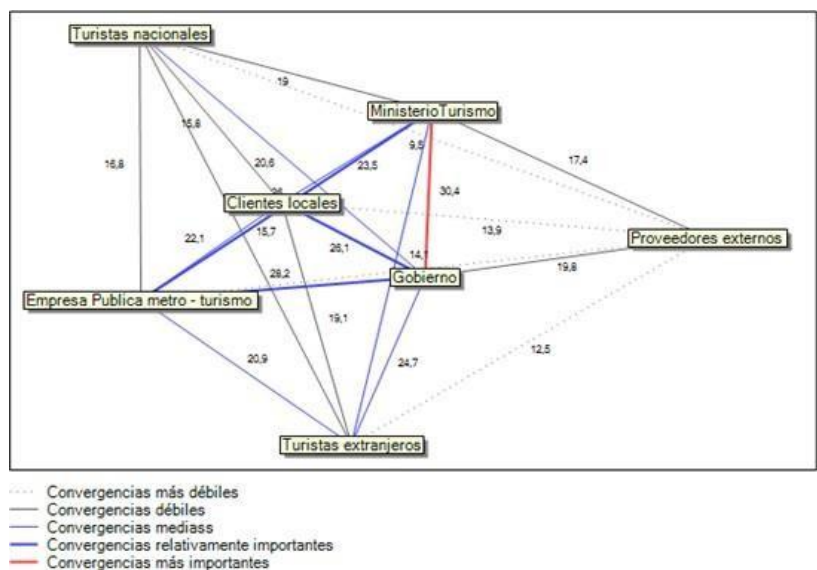 Turistas nacionales
19
MinisterioTurismo
15,8
9,5
16,8
20,6
23,5
17,4
30,4
Clientes locales
13,9
15,7
22,1
26,1
14,1
Proveedores externos
28,2
Gobierno
19,8
Empresa Publica metro - turismo
19,1
20,9
24,7
12,5
Turistas extranjeros
Convergencias más débiles
Convergencias débiles
Convergencias mediass
Convergencias relativamente importantes
Convergencias más importantes